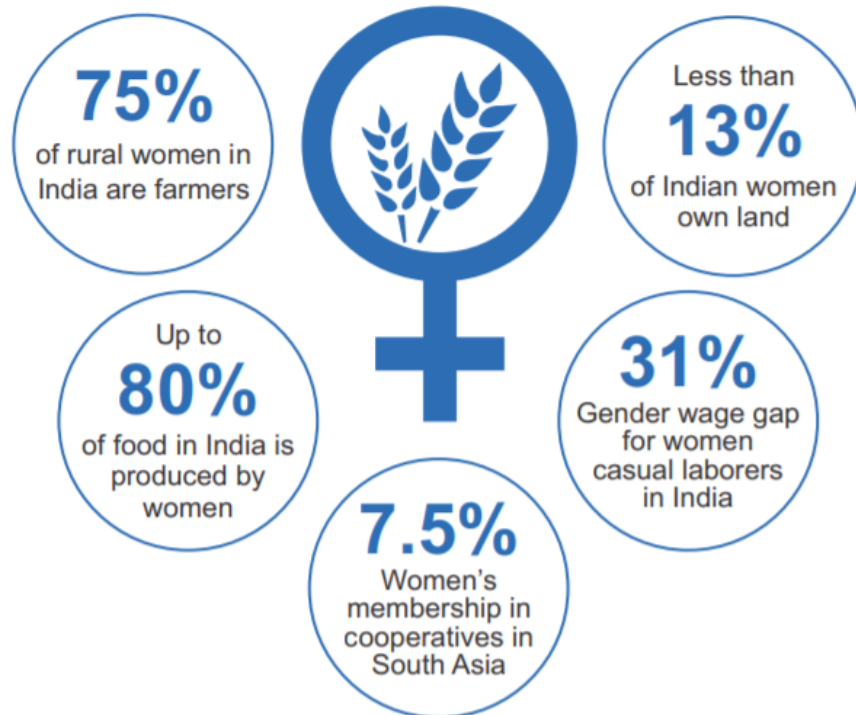 75%
of rural women in
India are farmers
Less than
13%
of Indian women
own land
Up to
80%
of food in India is
produced by
women
31%
Gender wage gap
for women
casual laborers
in India
7.5%
Women’s
membership in
cooperatives in
South Asia